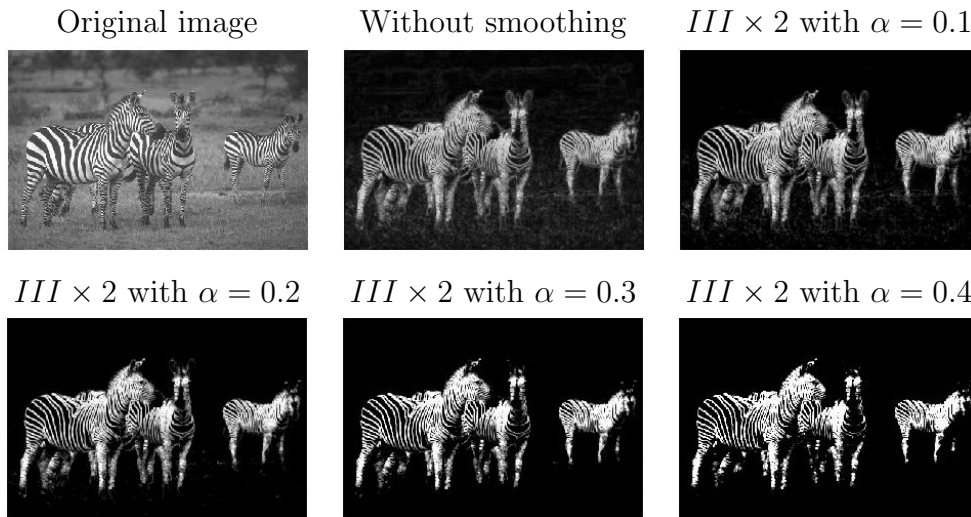 Original image
Without smoothing
III × 2 with α = 0.1
III × 2 with α = 0.2
III × 2 with α = 0.3
III × 2 with α = 0.4